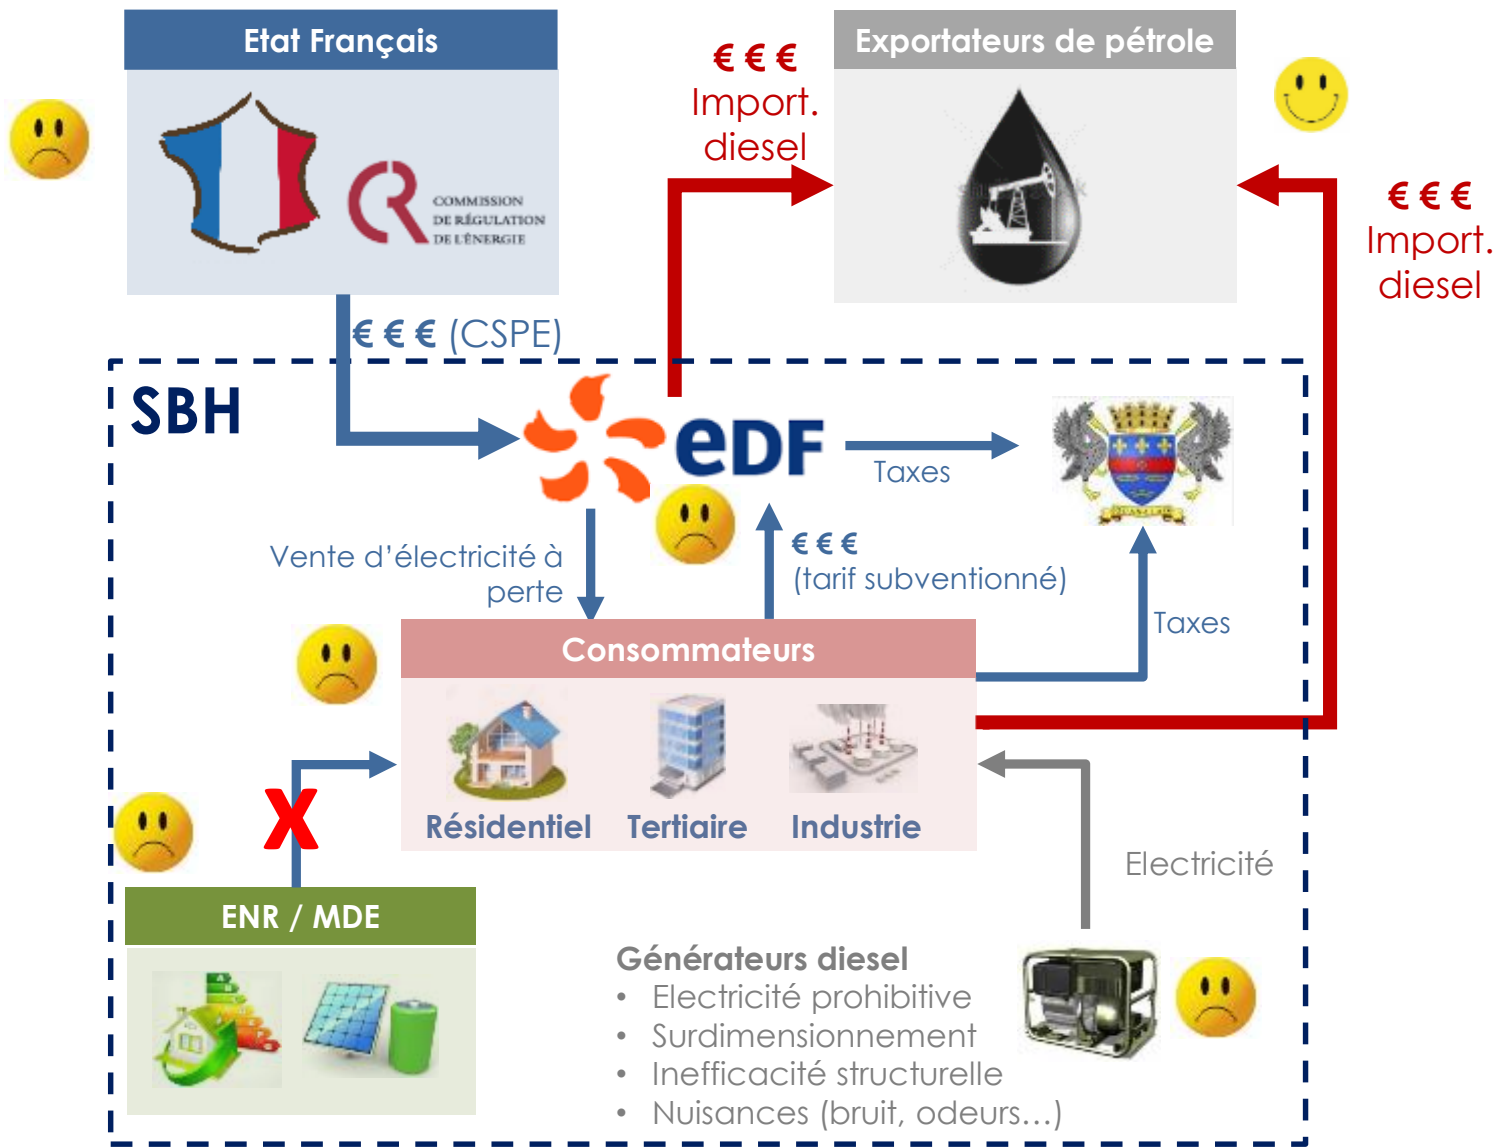 Etat Français
COMMISSION
DE RÉGULATION
DE L'ÉNERGIE
€ € €
Import.
diesel
Exportateurs de pétrole
€ € €
Import.
diesel
€ € € (CSPE)
SBH
eDF
Taxes
Vente d'électricité à
perte
€ € €
(tarif subventionné)
Taxes
Consommateurs
Résidentiel
Tertiaire
Industrie
X
Electricité
ENR / MDE
Générateurs diesel
• Electricité prohibitive
• Surdimensionnement
• Inefficacité structurelle
• Nuisances (bruit, odeurs…)